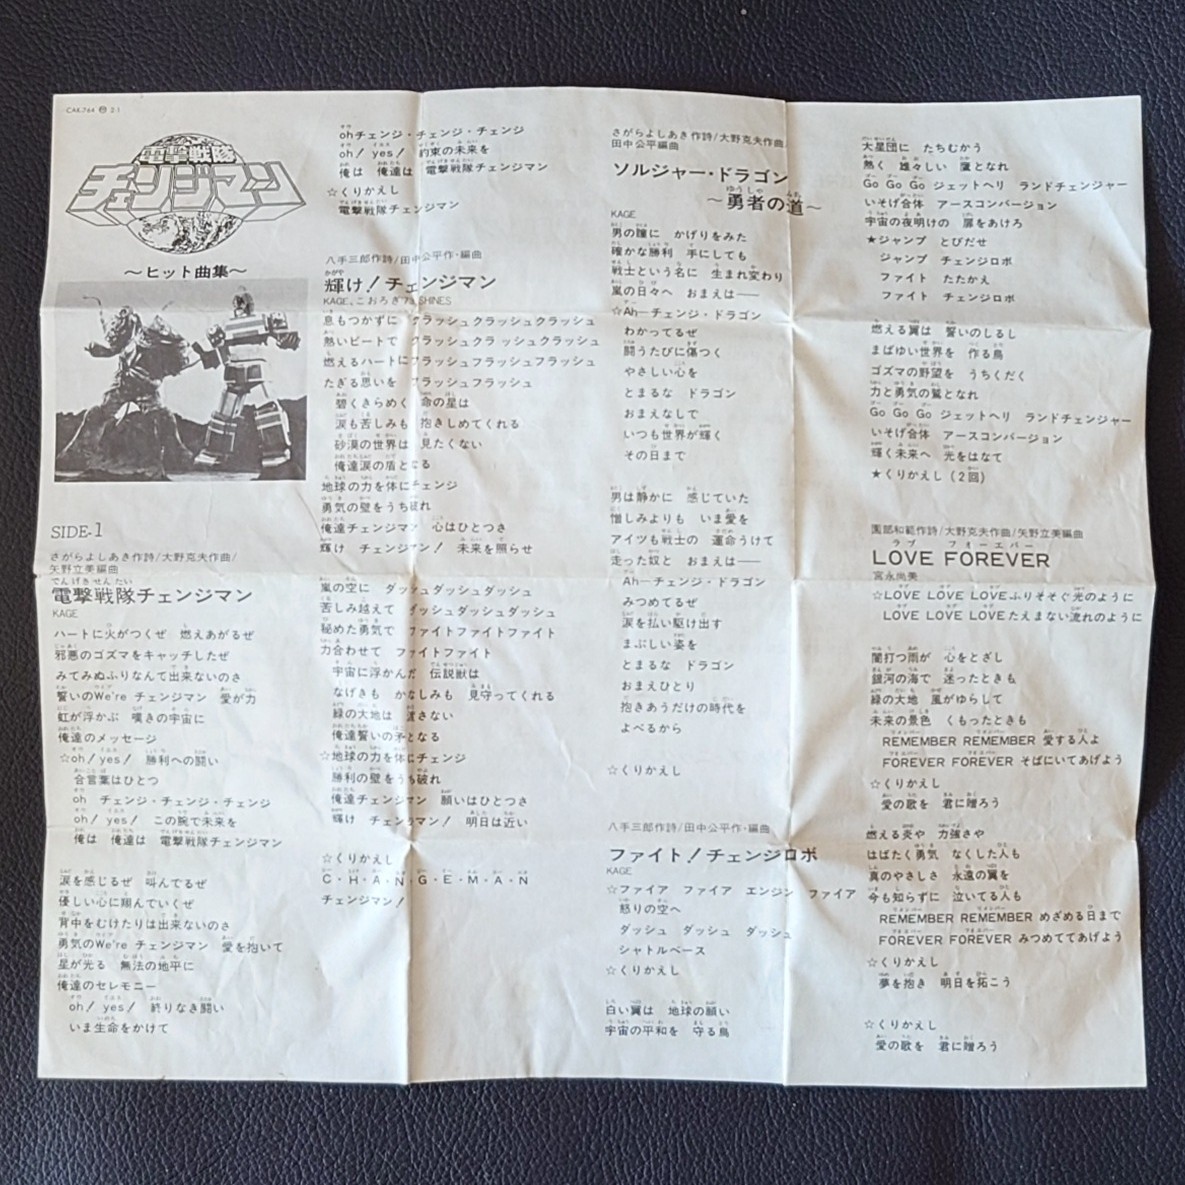 CAK-764 2-1
電撃戦隊
チェンジマン
〜ヒット曲集〜
SIDE-1
さがらよしあき作詩/大野克夫作曲/
矢野立美編曲
でんげきせんたい
電撃戦隊チェンジマン
KAGE
ハートに火がつくぜ 燃えあがるぜ
邪悪のゴズマをキャッチしたぜ
みてみぬふりなんて出来ないのさ
誓いのWe're チェンジマン 愛が力
虹が浮かぶ 嘆きの宇宙に
俺達のメッセージ
☆oh! yes! 勝利への闘い
合言葉はひとつ
oh チェンジ・チェンジ・チェンジ
oh! yes! この腕で未来を
俺は 俺達は 電撃戦隊チェンジマン
涙を感じるぜ 叫んでるぜ
優しい心に翔んでいくぜ
背中をむけたりは出来ないのさ
勇気のWe're チェンジマン 愛を抱いて
星が光る 無法の地平に
俺達のセレモニー
oh! yes! 終りなき闘い
いま生命をかけて
ohチェンジ・チェンジ・チェンジ
oh! yes! 約束の未来を
俺は 俺達は 電撃戦隊チェンジマン
☆くりかえし
電撃戦隊チェンジマン
八手三郎作詩/田中公平作・編曲
かがや
輝け!チェンジマン
KAGE、こおろぎ'73、SHINES
息もつかずに クラッシュクラッシュクラッシュ
熱いビートで クラッシュクラッシュクラッシュ
燃えるハートに フラッシュフラッシュフラッシュ
たぎる思いを フラッシュフラッシュ
碧くきらめく 命の星は
涙も苦しみも 抱きしめてくれる
砂漠の世界は 見たくない
俺達涙の盾となる
地球の力を体にチェンジ
勇気の壁をうち破れ
俺達チェンジマン 心はひとつさ
輝け チェンジマン! 未来を照らせ
嵐の空に ダッシュダッシュダッシュ
苦しみ越えて ダッシュダッシュダッシュ
秘めた勇気で ファイトファイトファイト
力合わせて ファイトファイト
宇宙に浮かんだ 伝説獣は
なげきも かなしみも 見守ってくれる
緑の大地は 渡さない
俺達誓いの矛となる
☆地球の力を体にチェンジ
勝利の壁をうち破れ
俺達チェンジマン 願いはひとつさ
輝け チェンジマン! 明日は近い
☆くりかえし
C・H・A・N・G・E・M・A・N
チェンジマン!
さがらよしあき作詩/大野克夫作曲/
田中公平編曲
ソルジャー・ドラゴン
ゆうしゃ みち
〜勇者の道〜
KAGE
男の瞳に かげりをみた
確かな勝利 手にしても
戦士という名に 生まれ変わり
嵐の日々へ おまえは――
☆Ah―チェンジ・ドラゴン
わかってるぜ
闘うたびに傷つく
やさしい心を
とまるな ドラゴン
おまえなしで
いつも世界が輝く
その日まで
男は静かに 感じていた
憎しみよりも いま愛を
アイツも戦士の 運命うけて
走った奴と おまえは――
Ah―チェンジ・ドラゴン
みつめてるぜ
涙を払い駆け出す
まぶしい姿を
とまるな ドラゴン
おまえひとり
抱きあうだけの時代を
よべるから
☆くりかえし
八手三郎作詩/田中公平作・編曲
ファイト!チェンジロボ
KAGE
☆ファイア ファイア エンジン ファイア
怒りの空へ
ダッシュ ダッシュ ダッシュ
シャトルベース
☆くりかえし
白い翼は 地球の願い
宇宙の平和を 守る鳥
大星団に たちむかう
熱く 雄々しい 鷹となれ
Go Go Go ジェットヘリ ランドチェンジャー
いそげ合体 アースコンバージョン
宇宙の夜明けの 扉をあけろ
★ジャンプ とびだせ
ジャンプ チェンジロボ
ファイト たたかえ
ファイト チェンジロボ
燃える翼は 誓いのしるし
まばゆい世界を 作る鳥
ゴズマの野望を うちくだく
力と勇気の鷲となれ
Go Go Go ジェットヘリ ランドチェンジャー
いそげ合体 アースコンバージョン
輝く未来へ 光をはなて
★くりかえし(2回)
園部和範作詩/大野克夫作曲/矢野立美編曲
ラブ フォーエバー
LOVE FOREVER
宮永尚美
☆LOVE LOVE LOVEふりそそぐ光のように
LOVE LOVE LOVEたえまない流れのように
闇打つ雨が 心をとざし
銀河の海で 迷ったときも
緑の大地 風がゆらして
未来の景色 くもったときも
REMEMBER REMEMBER 愛する人よ
FOREVER FOREVER そばにいてあげよう
☆くりかえし
愛の歌を 君に贈ろう
燃える炎や 力強さや
はばたく勇気 なくした人も
真のやさしさ 永遠の翼を
今も知らずに 泣いてる人も
REMEMBER REMEMBER めざめる日まで
FOREVER FOREVER みつめててあげよう
☆くりかえし
夢を抱き 明日を拓こう
☆くりかえし
愛の歌を 君に贈ろう